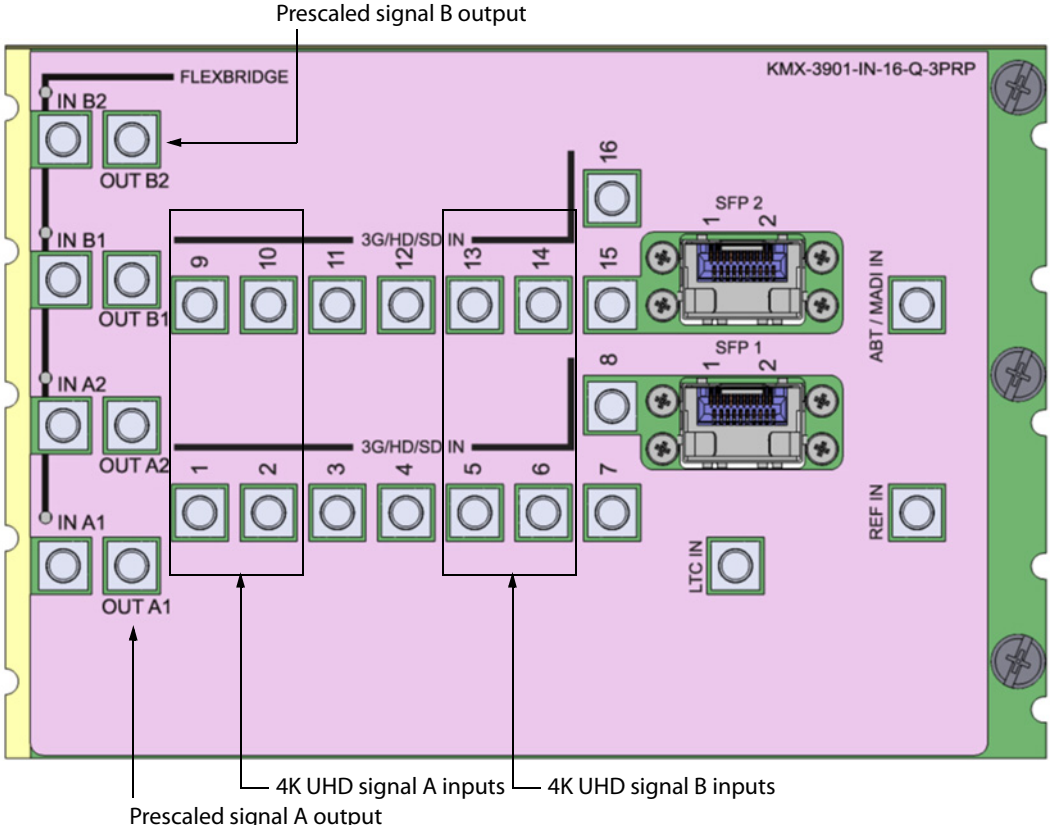 Prescaled signal B output
FLEXBRIDGE
KMX-3901-IN-16-Q-3PRP
IN B2
OUT B2
16
SFP 2
1 2
IN B1
3G/HD/SD IN
9 10 11 12 13 14 15
OUT B1
ABT / MADI IN
SFP 1
1 2
8
IN A2
3G/HD/SD IN
OUT A2
1 2 3 4 5 6 7
REF IN
IN A1
LTC IN
OUT A1
4K UHD signal A inputs
4K UHD signal B inputs
Prescaled signal A output